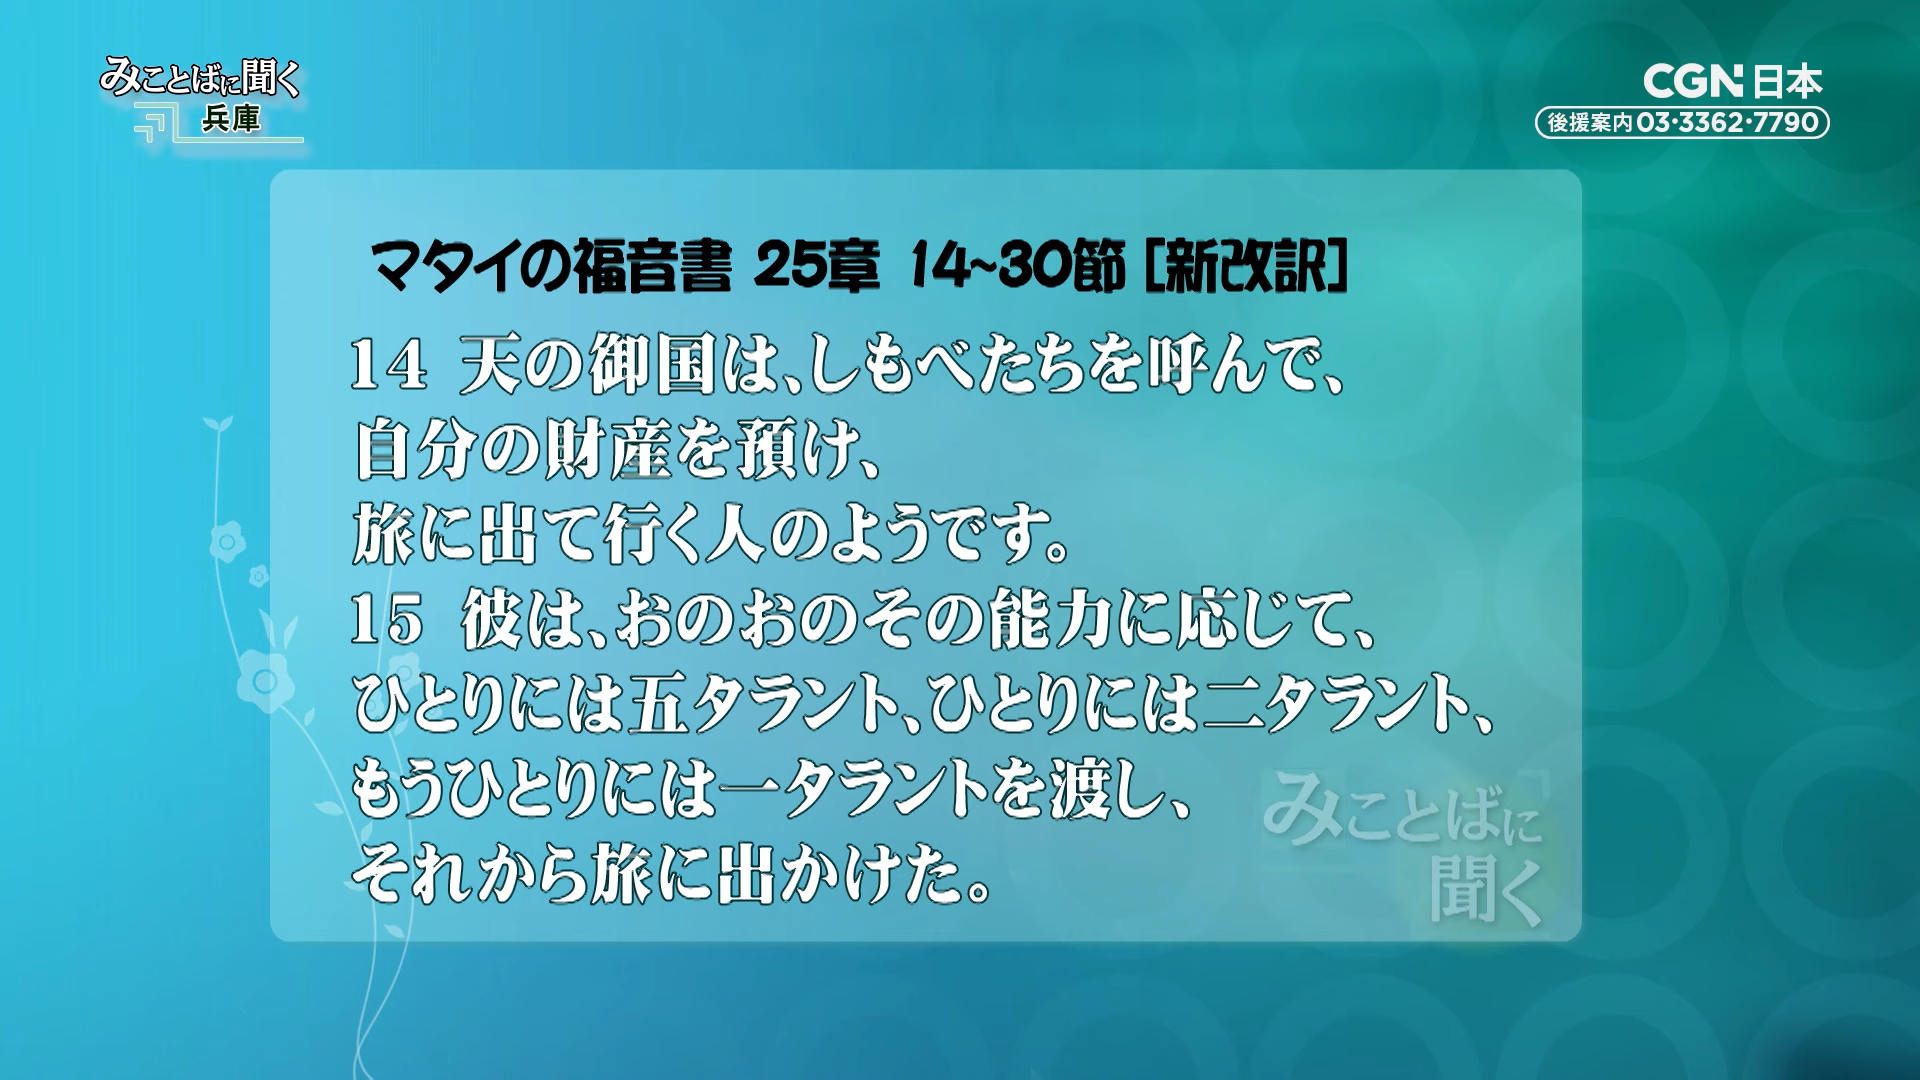 みことばに聞く
兵庫
CGN日本
後援案内03・3362・7790
マタイの福音書 25章 14~30節 [新改訳]
14 天の御国は、しもべたちを呼んで、
自分の財産を預け、
旅に出て行く人のようです。
15 彼は、おのおのその能力に応じて、
ひとりには五タラント、ひとりには二タラント、
もうひとりには一タラントを渡し、
それから旅に出かけた。
みことばに
聞く